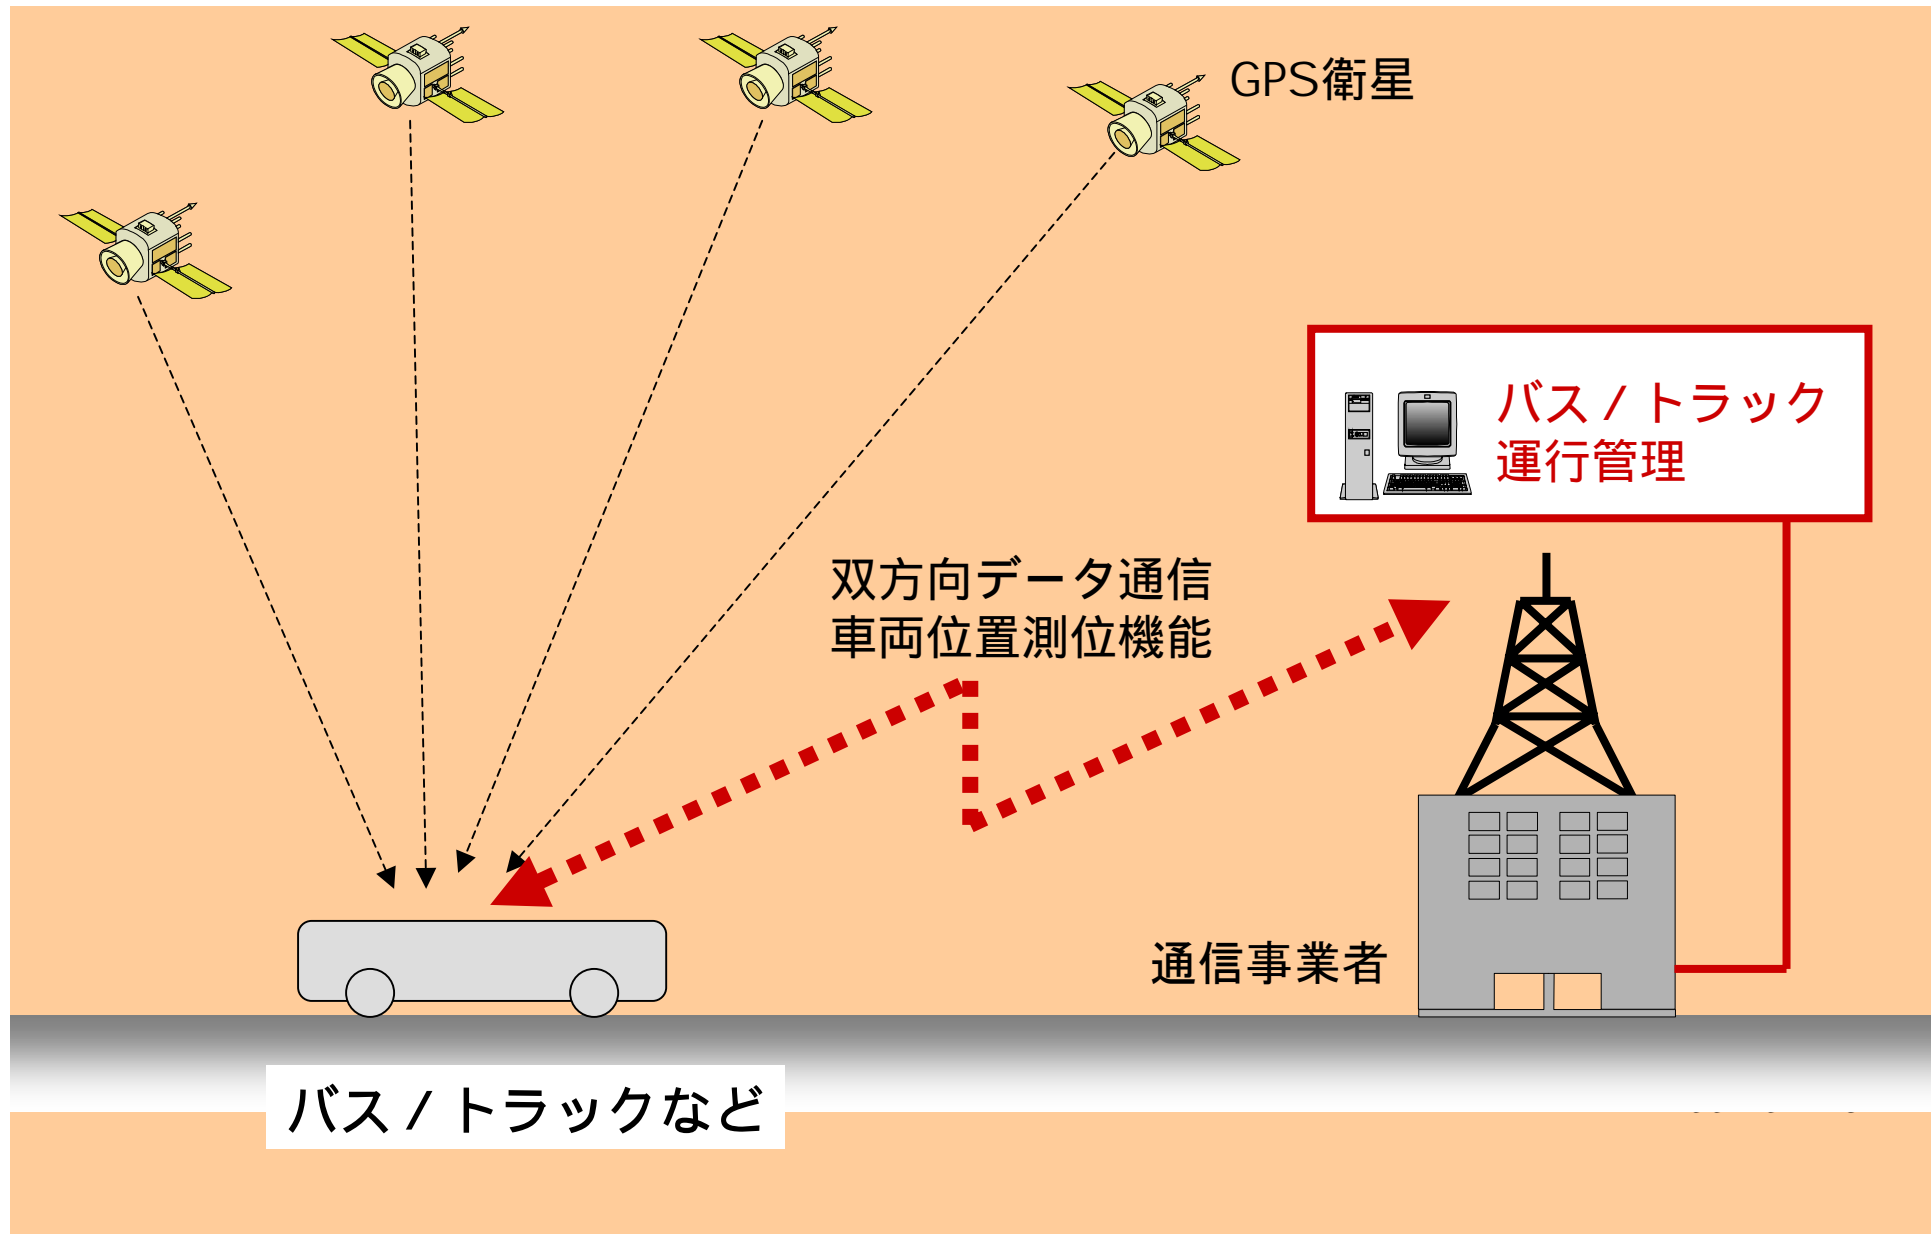 GPS衛星
バス / トラック
運行管理
双方向データ通信
車両位置測位機能
通信事業者
バス / トラックなど